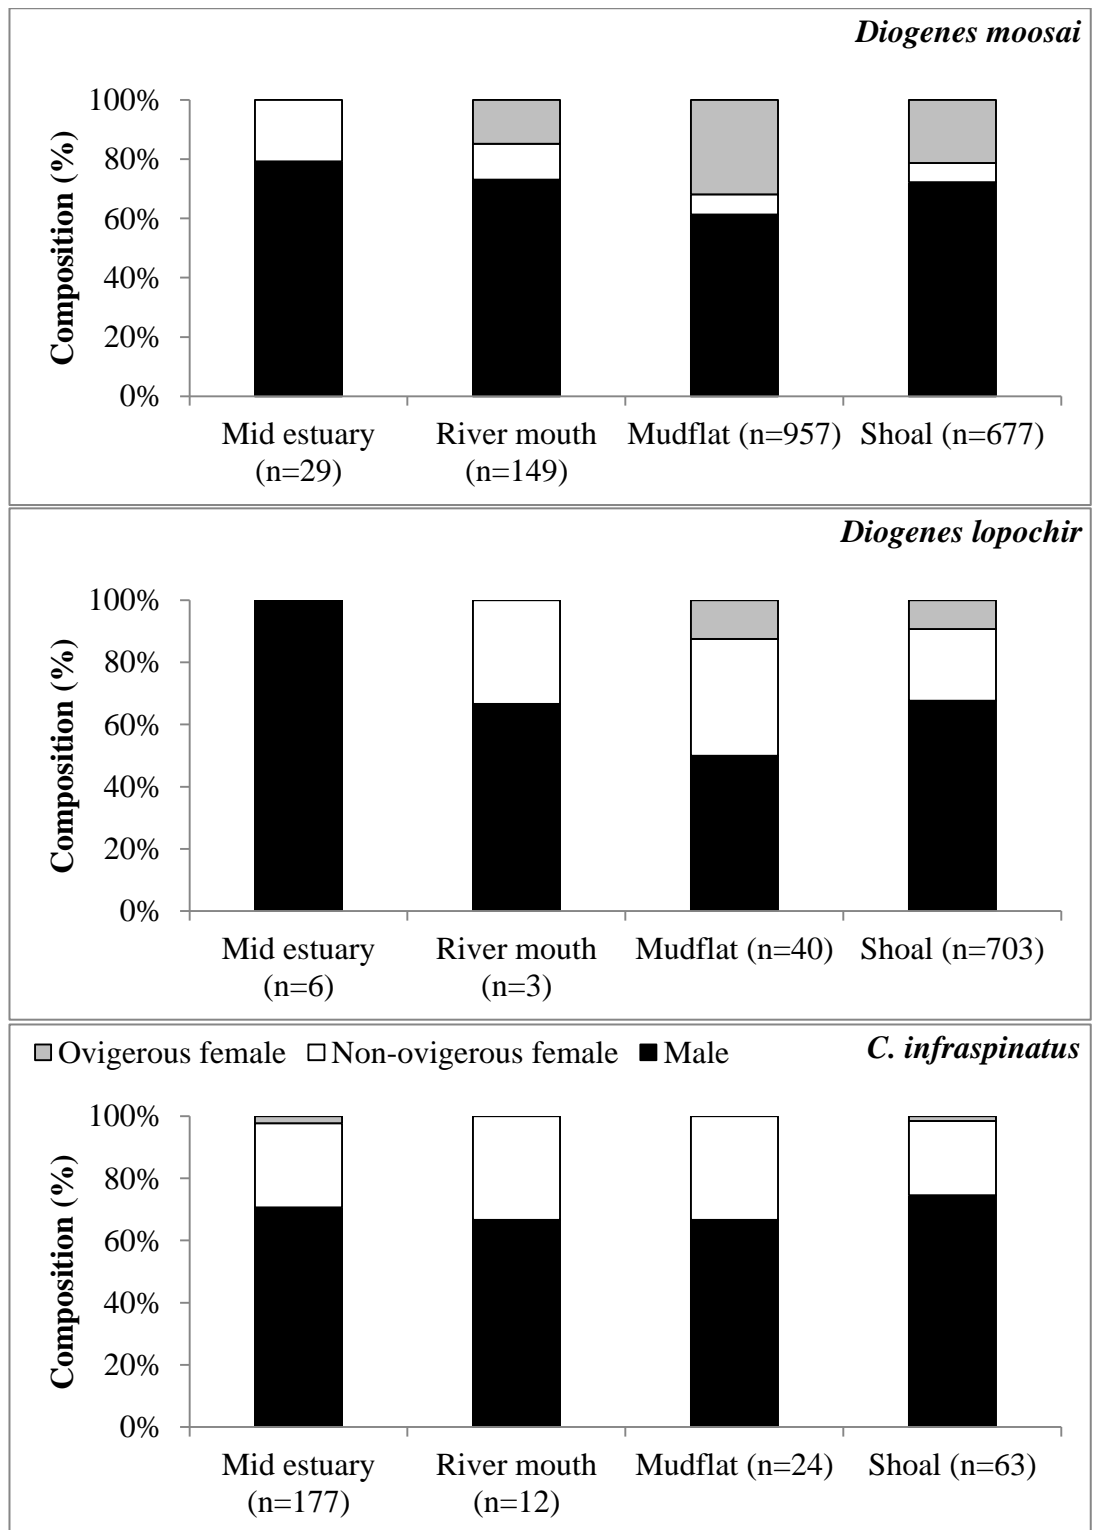 Diogenes moosai
Composition (%)
100%
80%
60%
40%
20%
0%
Mid estuary
(n=29)
River mouth
(n=149)
Mudflat (n=957)
Shoal (n=677)
Diogenes lopochir
Composition (%)
100%
80%
60%
40%
20%
0%
Mid estuary
(n=6)
River mouth
(n=3)
Mudflat (n=40)
Shoal (n=703)
Ovigerous female Non-ovigerous female Male
C. infraspinatus
Composition (%)
100%
80%
60%
40%
20%
0%
Mid estuary
(n=177)
River mouth
(n=12)
Mudflat (n=24)
Shoal (n=63)